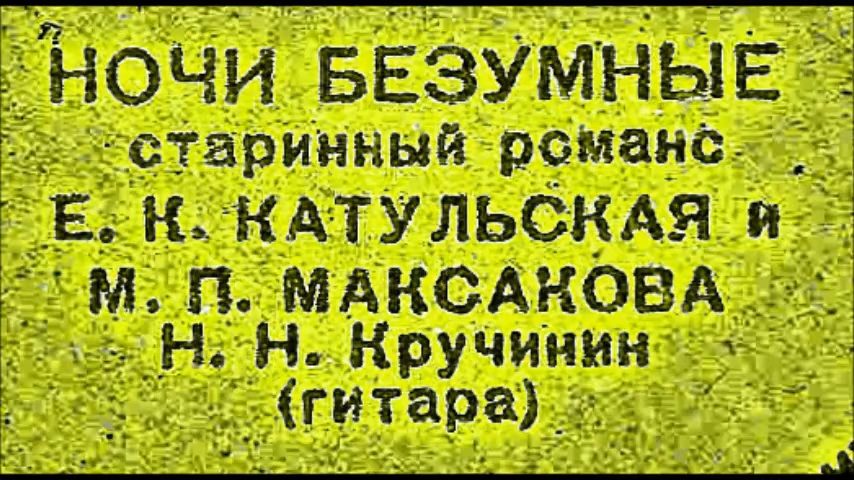 НОЧИ БЕЗУМНЫЕ
старинный романс
Е. К. КАТУЛЬСКАЯ и
М. П. МАКСАКОВА
Н. Н. Кручинин
(гитара)